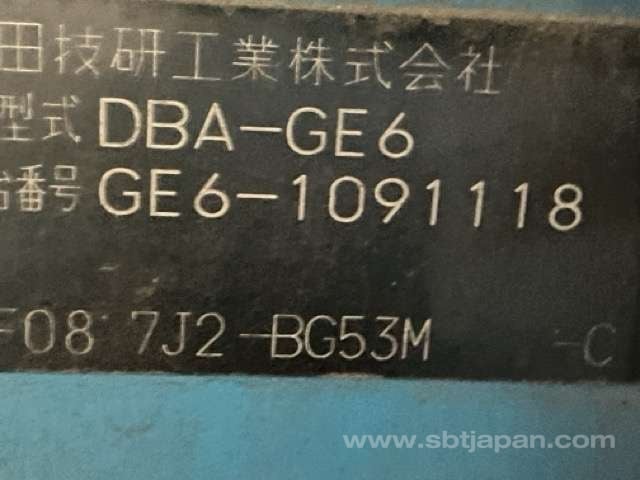 田技研工業株式会社
型式 DBA-GE6
台番号 GE6-1091118
F08 7J2-BG53M -C
www.sbtjapan.com